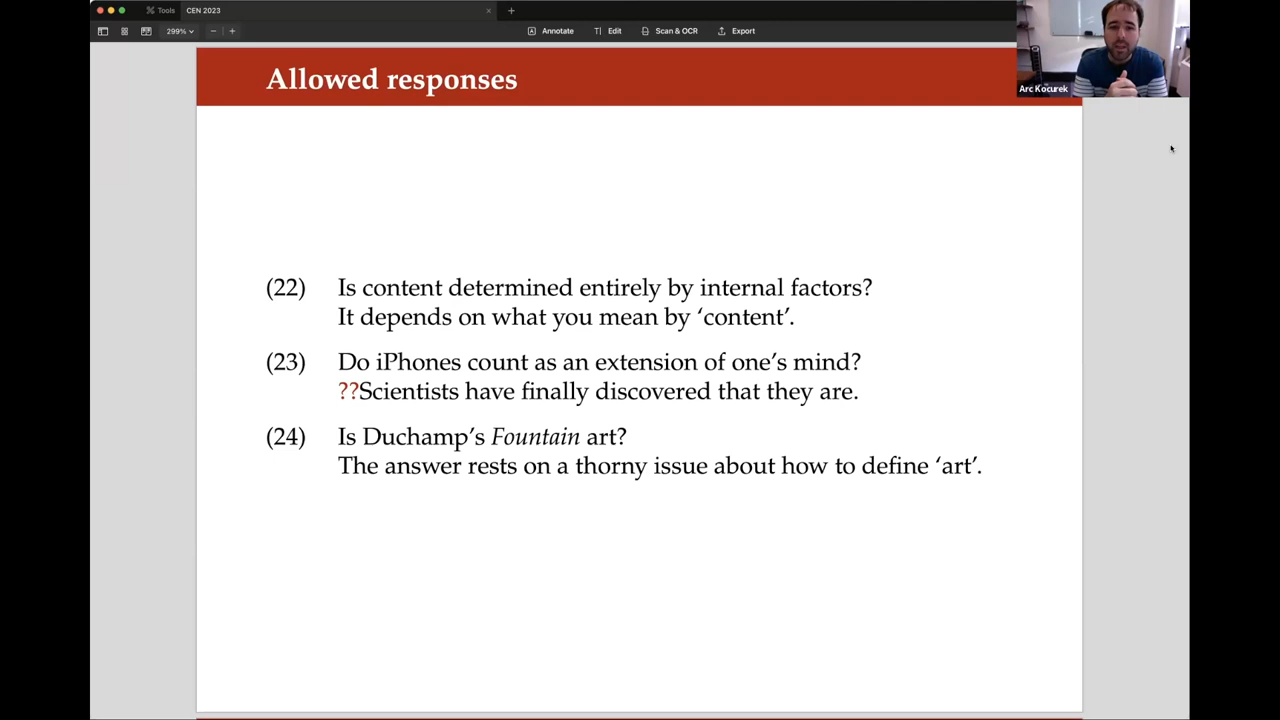 Tools
CEN 2023
299%
Annotate
Edit
Scan & OCR
Export
Arc Kocurek
Allowed responses
(22) Is content determined entirely by internal factors?
It depends on what you mean by ‘content’.
(23) Do iPhones count as an extension of one’s mind?
??Scientists have finally discovered that they are.
(24) Is Duchamp’s Fountain art?
The answer rests on a thorny issue about how to define ‘art’.